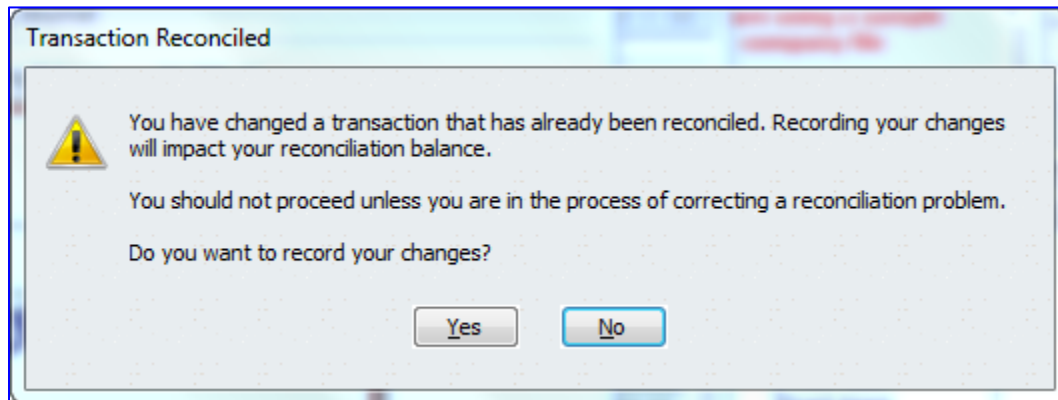 Transaction Reconciled
You have changed a transaction that has already been reconciled. Recording your changes
will impact your reconciliation balance.
You should not proceed unless you are in the process of correcting a reconciliation problem.
Do you want to record your changes?
Yes
No